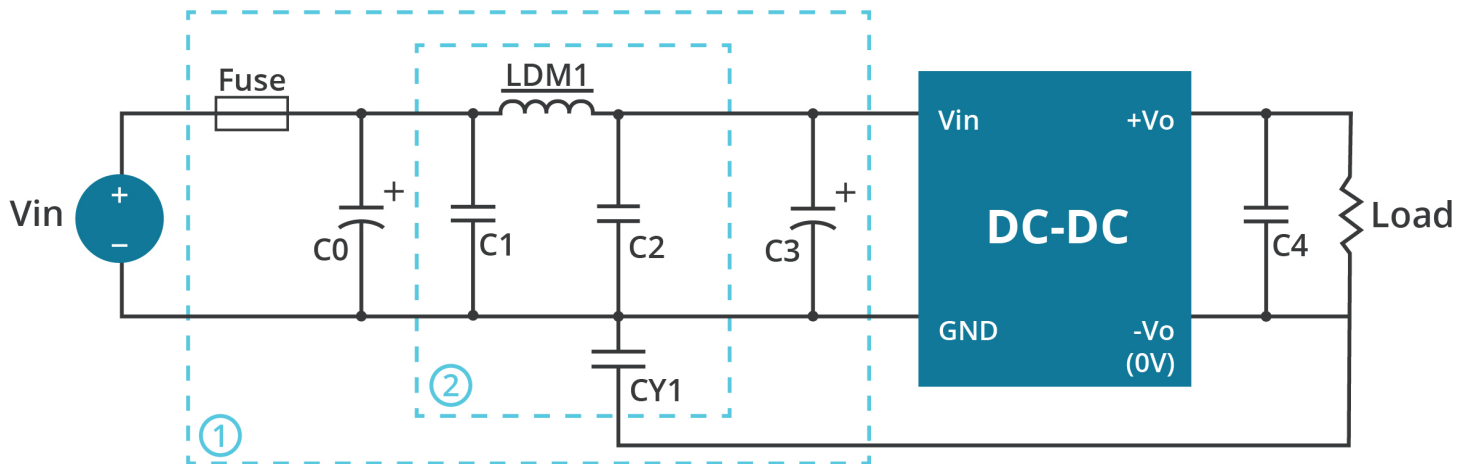 Fuse
LDM1
Vin
+
−
C0
+
C1
C2
C3
+
Vin
+Vo
DC-DC
GND
-Vo
(0V)
C4
Load
CY1
2
1